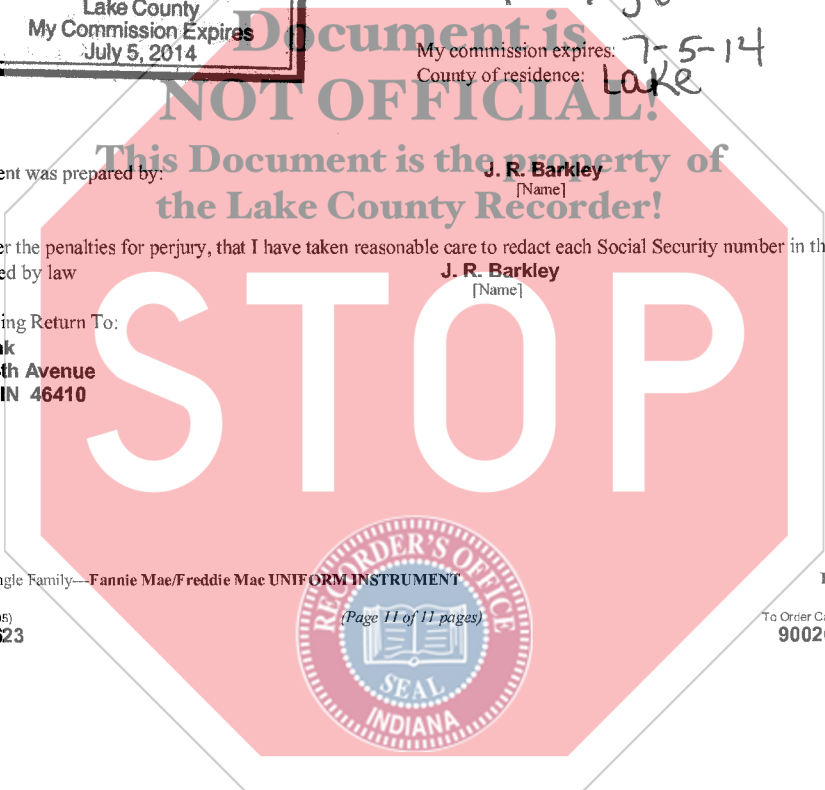 Lake County
My Commission Expires
July 5, 2014
Document is
NOT OFFICIAL!
This Document is the property of
the Lake County Recorder!
My commission expires: 7-5-14
County of residence: Lake
ent was prepared by:
J. R. Barkley
[Name]
er the penalties for perjury, that I have taken reasonable care to redact each Social Security number in th
ed by law
J. R. Barkley
[Name]
ing Return To:
th Avenue
IN 46410
STOP
ngle Family—Fannie Mae/Freddie Mac UNIFORM INSTRUMENT
(Page 11 of 11 pages)
623
To Order Ca
9002
RECORDER'S OFFICE
SEAL
INDIANA